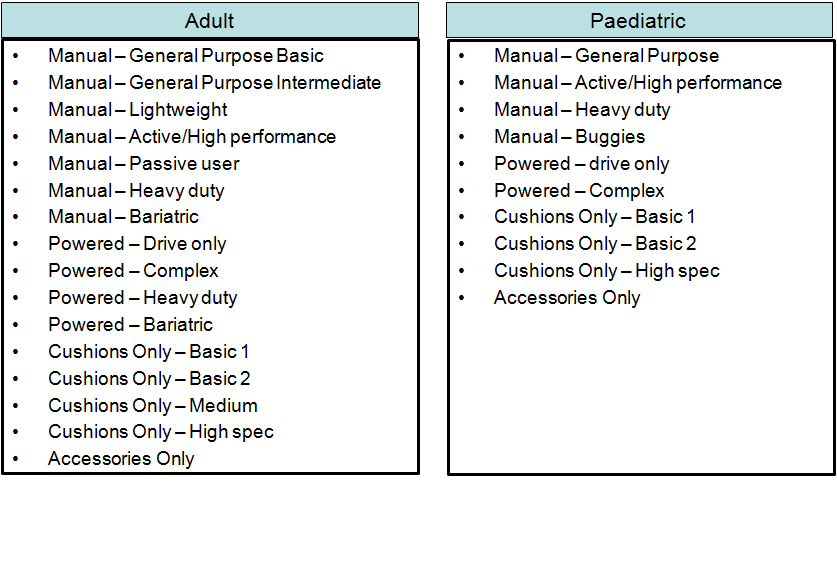 Adult
• Manual – General Purpose Basic
• Manual – General Purpose Intermediate
• Manual – Lightweight
• Manual – Active/High performance
• Manual – Passive user
• Manual – Heavy duty
• Manual – Bariatric
• Powered – Drive only
• Powered – Complex
• Powered – Heavy duty
• Powered – Bariatric
• Cushions Only – Basic 1
• Cushions Only – Basic 2
• Cushions Only – Medium
• Cushions Only – High spec
• Accessories Only
Paediatric
• Manual – General Purpose
• Manual – Active/High performance
• Manual – Heavy duty
• Manual – Buggies
• Powered – drive only
• Powered – Complex
• Cushions Only – Basic 1
• Cushions Only – Basic 2
• Cushions Only – High spec
• Accessories Only